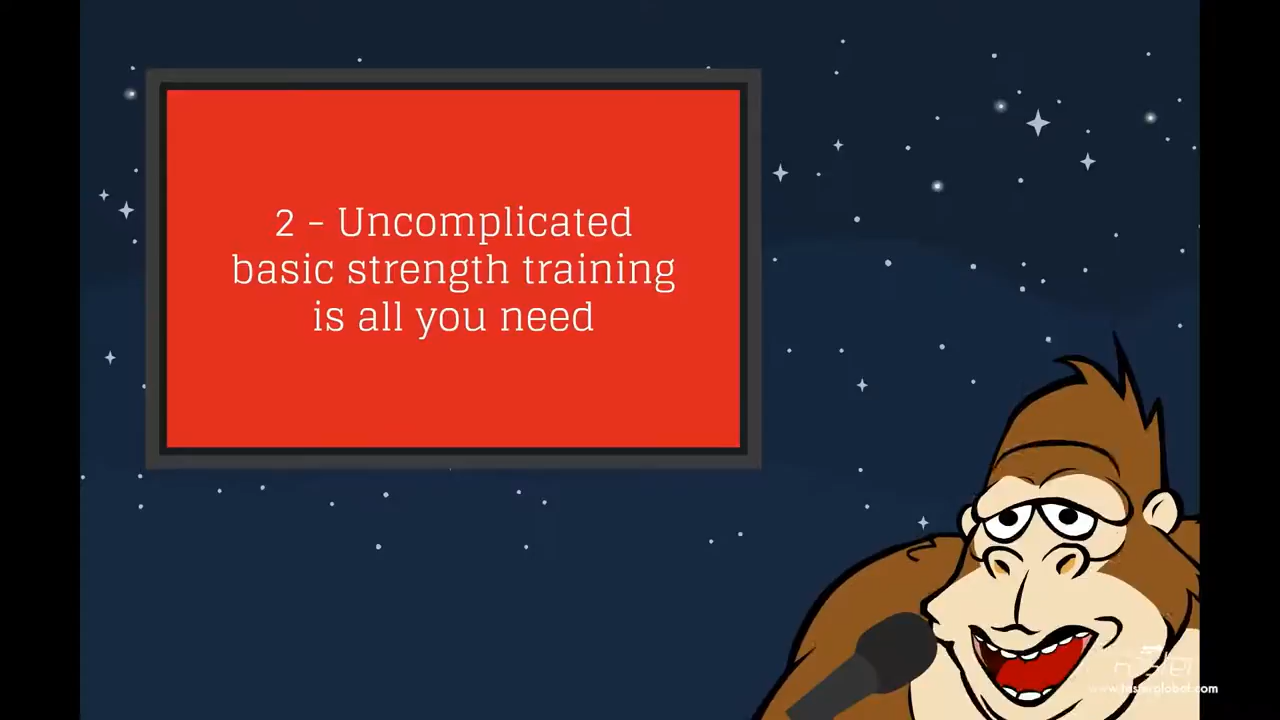 2 - Uncomplicated
basic strength training
is all you need